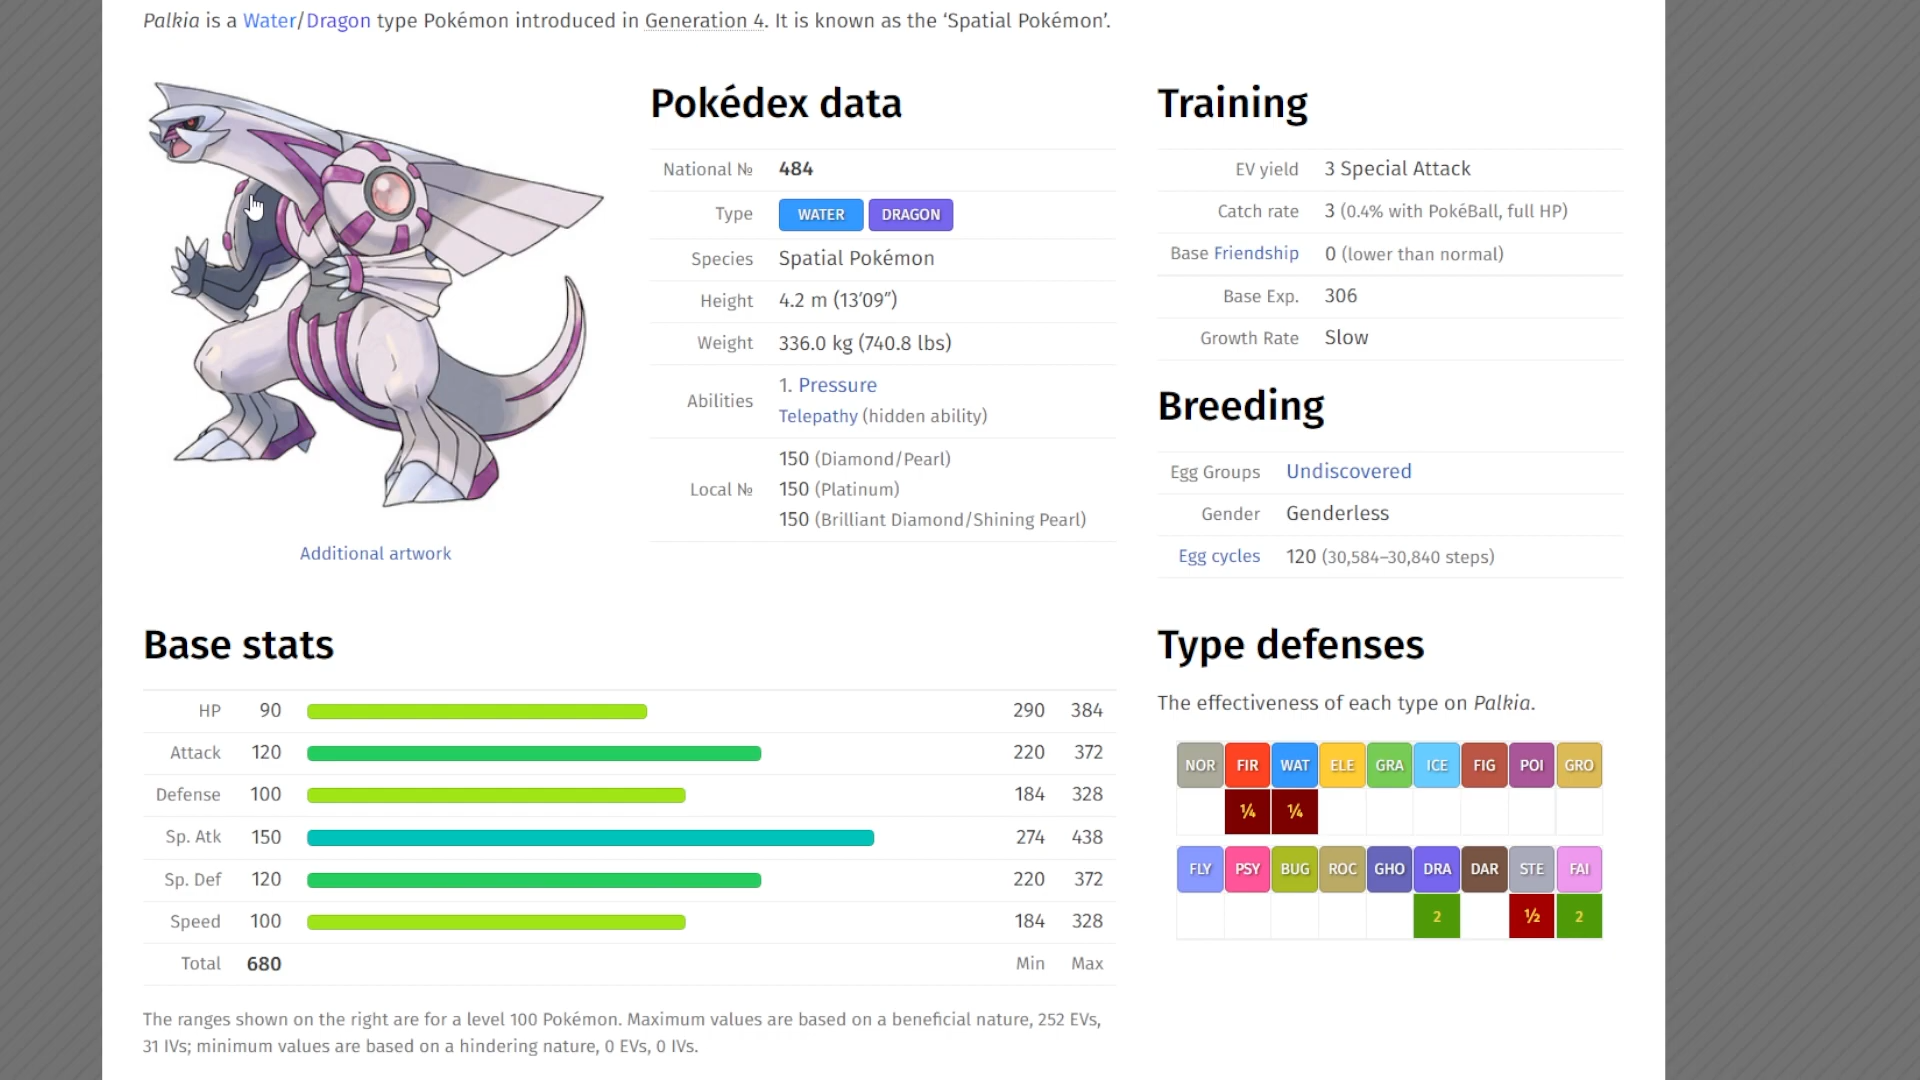 Palkia is a Water/Dragon type Pokémon introduced in Generation 4. It is known as the ‘Spatial Pokémon’.
Additional artwork
Pokédex data
National № 484
Type WATER DRAGON
Species Spatial Pokémon
Height 4.2 m (13′09″)
Weight 336.0 kg (740.8 lbs)
Abilities 1. Pressure
Telepathy (hidden ability)
Local № 150 (Diamond/Pearl)
150 (Platinum)
150 (Brilliant Diamond/Shining Pearl)
Training
EV yield 3 Special Attack
Catch rate 3 (0.4% with PokéBall, full HP)
Base Friendship 0 (lower than normal)
Base Exp. 306
Growth Rate Slow
Breeding
Egg Groups Undiscovered
Gender Genderless
Egg cycles 120 (30,584–30,840 steps)
Base stats
HP 90 290 384
Attack 120 220 372
Defense 100 184 328
Sp. Atk 150 274 438
Sp. Def 120 220 372
Speed 100 184 328
Total 680 Min Max
The ranges shown on the right are for a level 100 Pokémon. Maximum values are based on a beneficial nature, 252 EVs,
31 IVs; minimum values are based on a hindering nature, 0 EVs, 0 IVs.
Type defenses
The effectiveness of each type on Palkia.
NOR FIR WAT ELE GRA ICE FIG POI GRO
¼ ¼
FLY PSY BUG ROC GHO DRA DAR STE FAI
2 ½ 2